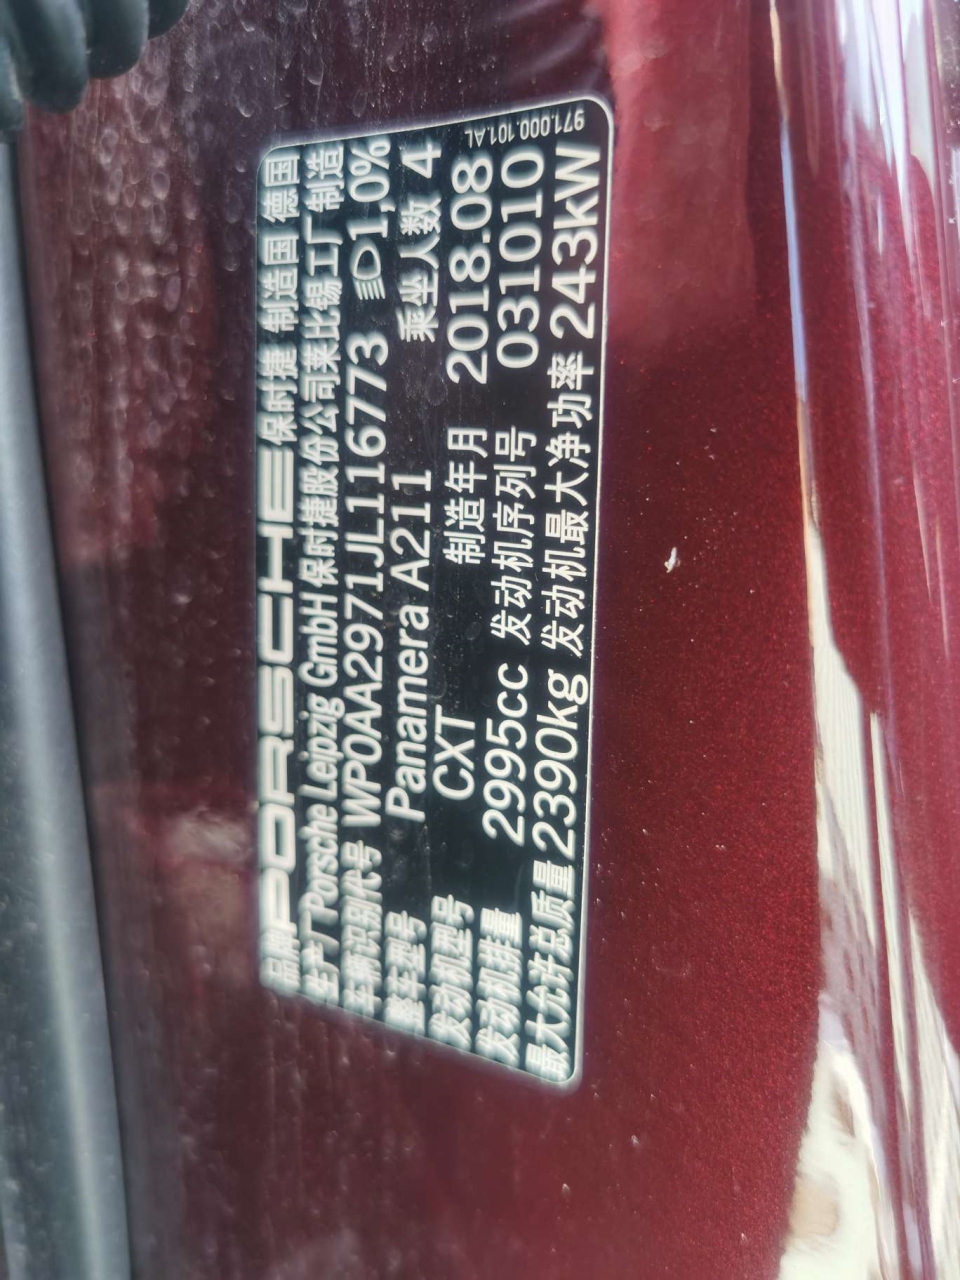 品牌 PORSCHE 保时捷 制造国 德国
生产厂 Porsche Leipzig GmbH 保时捷股份公司莱比锡工厂制造
车辆识别代号 WP0AA2971JL116773 1,0%
整车型号 Panamera A211 乘坐人数 4
发动机型号 CXT 制造年月 2018.08
发动机排量 2995cc 发动机序列号 031010
最大允许总质量 2390kg 发动机最大净功率 243kW
971.000.101.AL